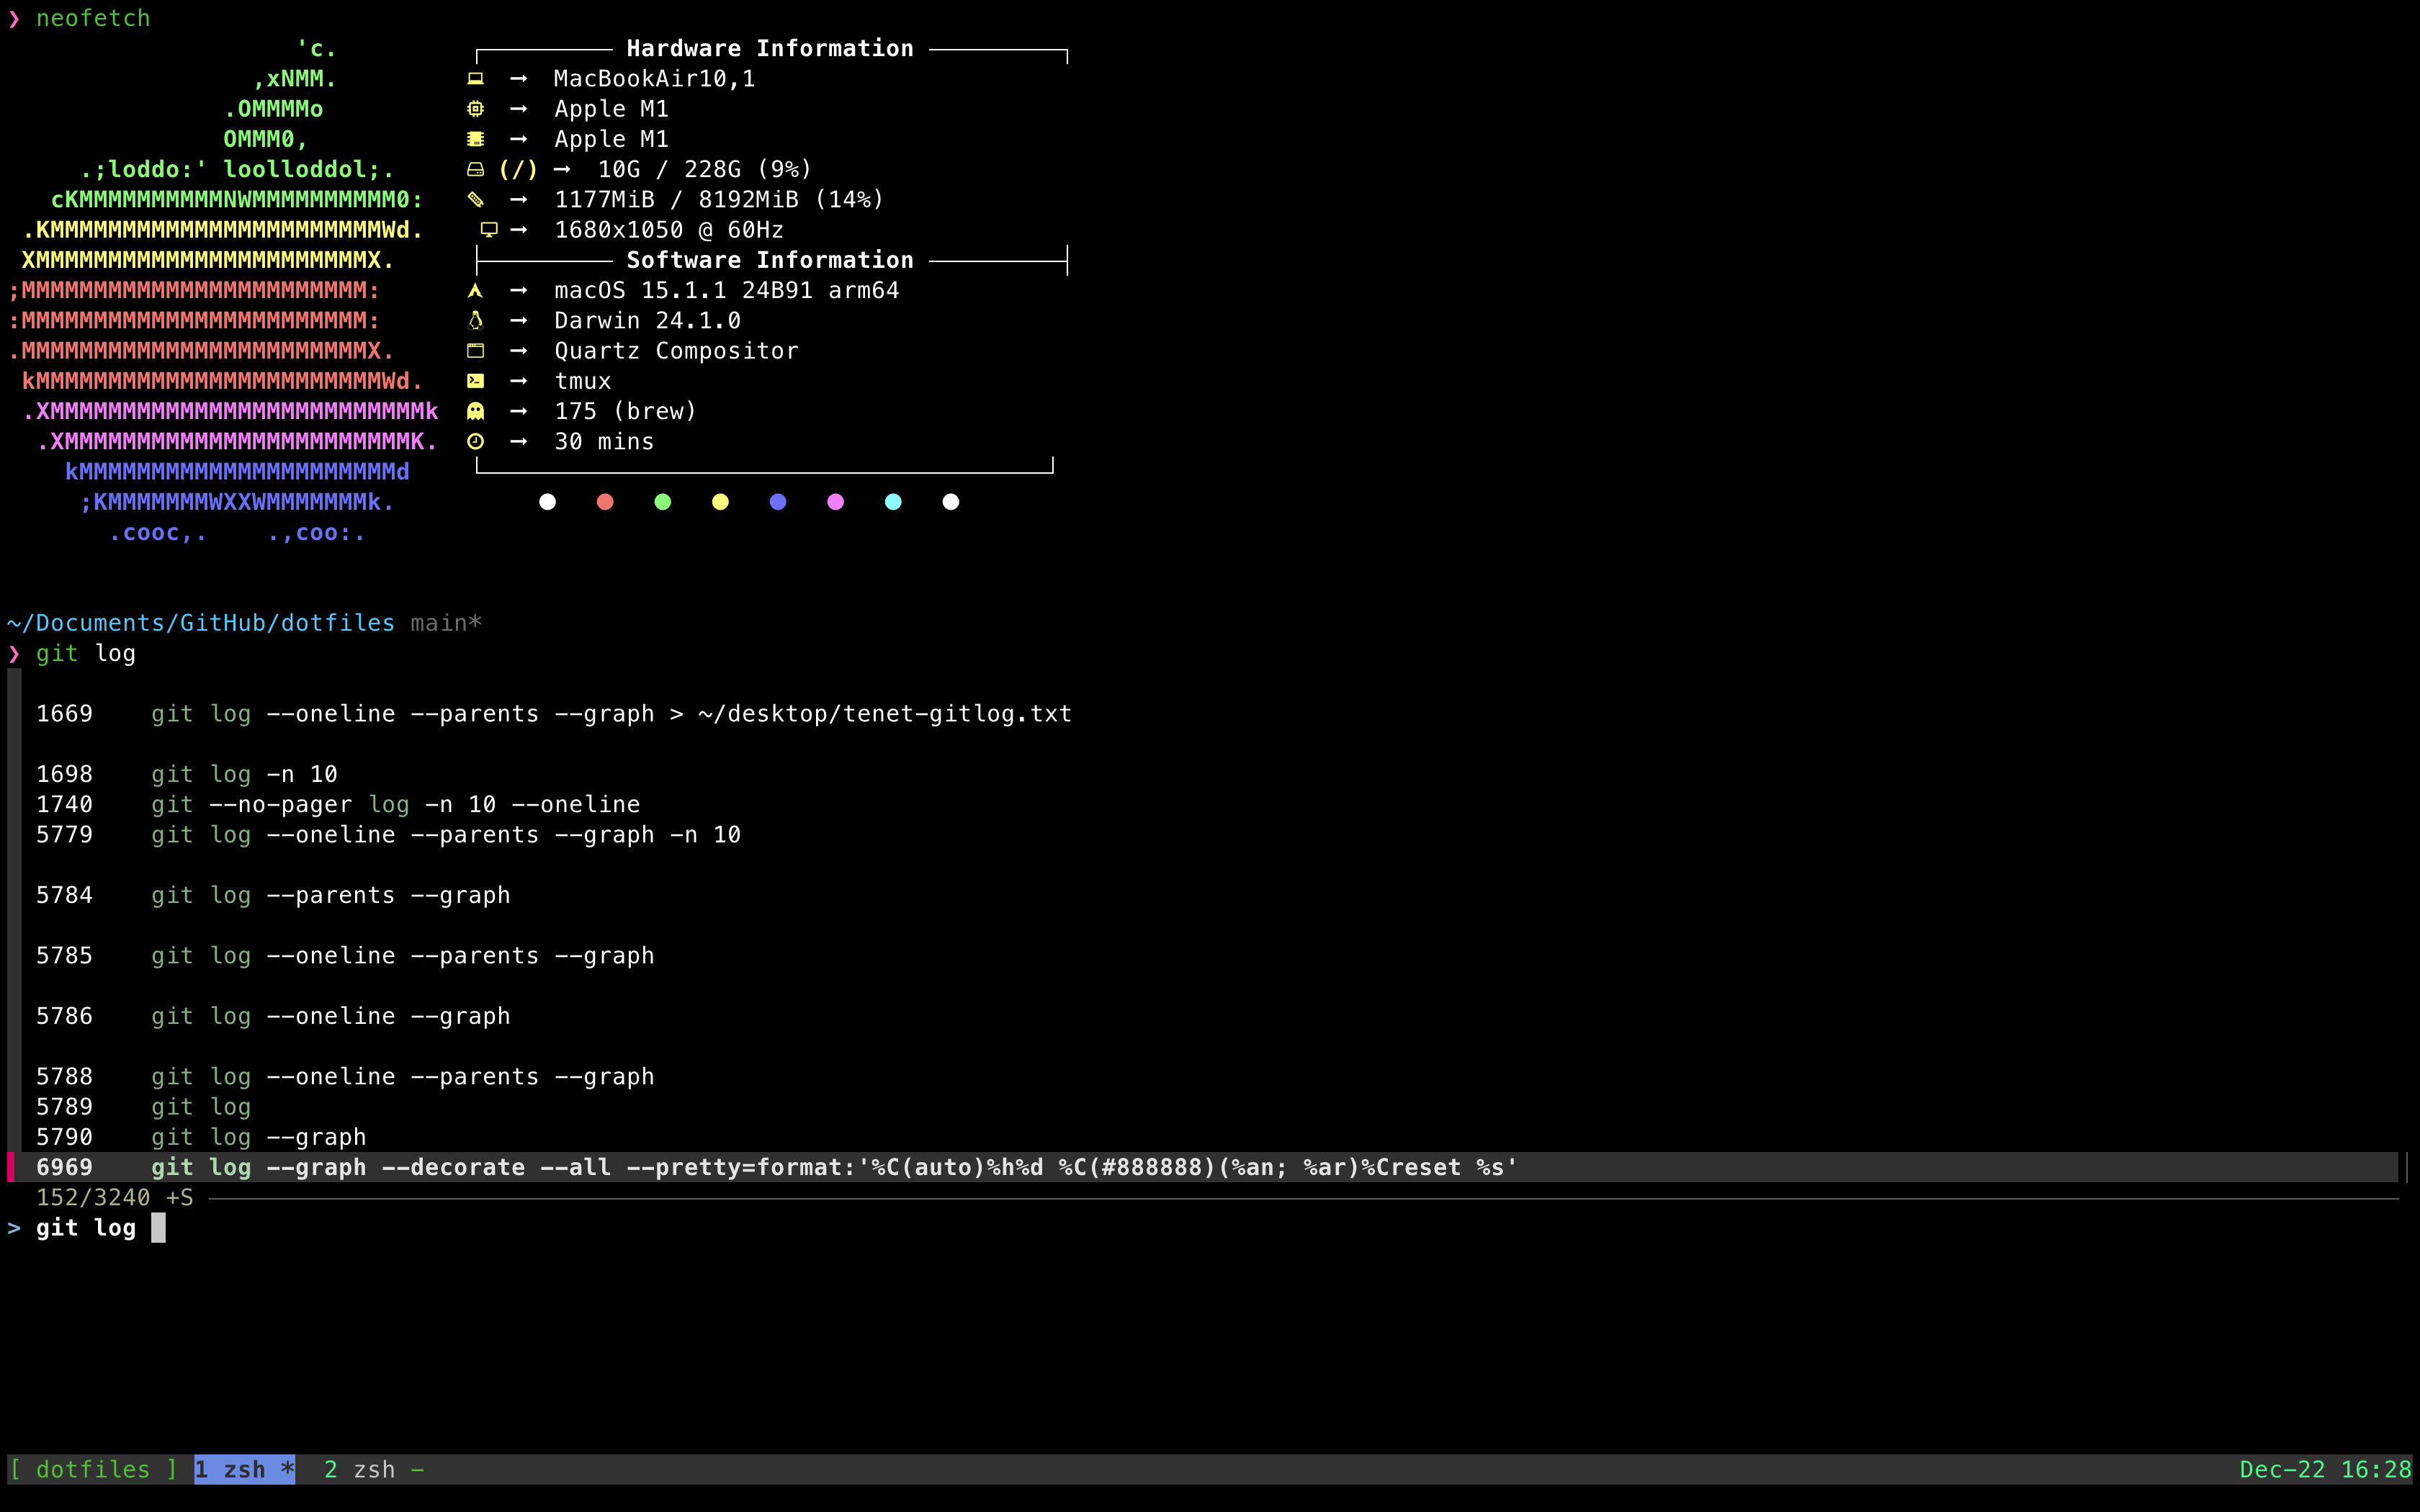 ❯ neofetch
'c.
,xNMM.
.OMMMMo
OMMM0,
.;loddo:' loolloddol;.
cKMMMMMMMMMMNWMMMMMMMMMM0:
.KMMMMMMMMMMMMMMMMMMMMMMMWd.
XMMMMMMMMMMMMMMMMMMMMMMMX.
;MMMMMMMMMMMMMMMMMMMMMMMM:
:MMMMMMMMMMMMMMMMMMMMMMMM:
.MMMMMMMMMMMMMMMMMMMMMMMMX.
kMMMMMMMMMMMMMMMMMMMMMMMMWd.
.XMMMMMMMMMMMMMMMMMMMMMMMMMMk
.XMMMMMMMMMMMMMMMMMMMMMMMMK.
kMMMMMMMMMMMMMMMMMMMMMMd
;KMMMMMMMWXXWMMMMMMMk.
.cooc,.    .,coo:.
Hardware Information
→ MacBookAir10,1
→ Apple M1
→ Apple M1
(/) → 10G / 228G (9%)
→ 1177MiB / 8192MiB (14%)
→ 1680x1050 @ 60Hz
Software Information
→ macOS 15.1.1 24B91 arm64
→ Darwin 24.1.0
→ Quartz Compositor
→ tmux
→ 175 (brew)
→ 30 mins
~/Documents/GitHub/dotfiles main*
❯ git log
1669    git log --oneline --parents --graph > ~/desktop/tenet-gitlog.txt
1698    git log -n 10
1740    git --no-pager log -n 10 --oneline
5779    git log --oneline --parents --graph -n 10
5784    git log --parents --graph
5785    git log --oneline --parents --graph
5786    git log --oneline --graph
5788    git log --oneline --parents --graph
5789    git log
5790    git log --graph
6969    git log --graph --decorate --all --pretty=format:'%C(auto)%h%d %C(#888888)(%an; %ar)%Creset %s'
152/3240 +S
> git log
[ dotfiles ] 1 zsh *  2 zsh -    Dec-22 16:28